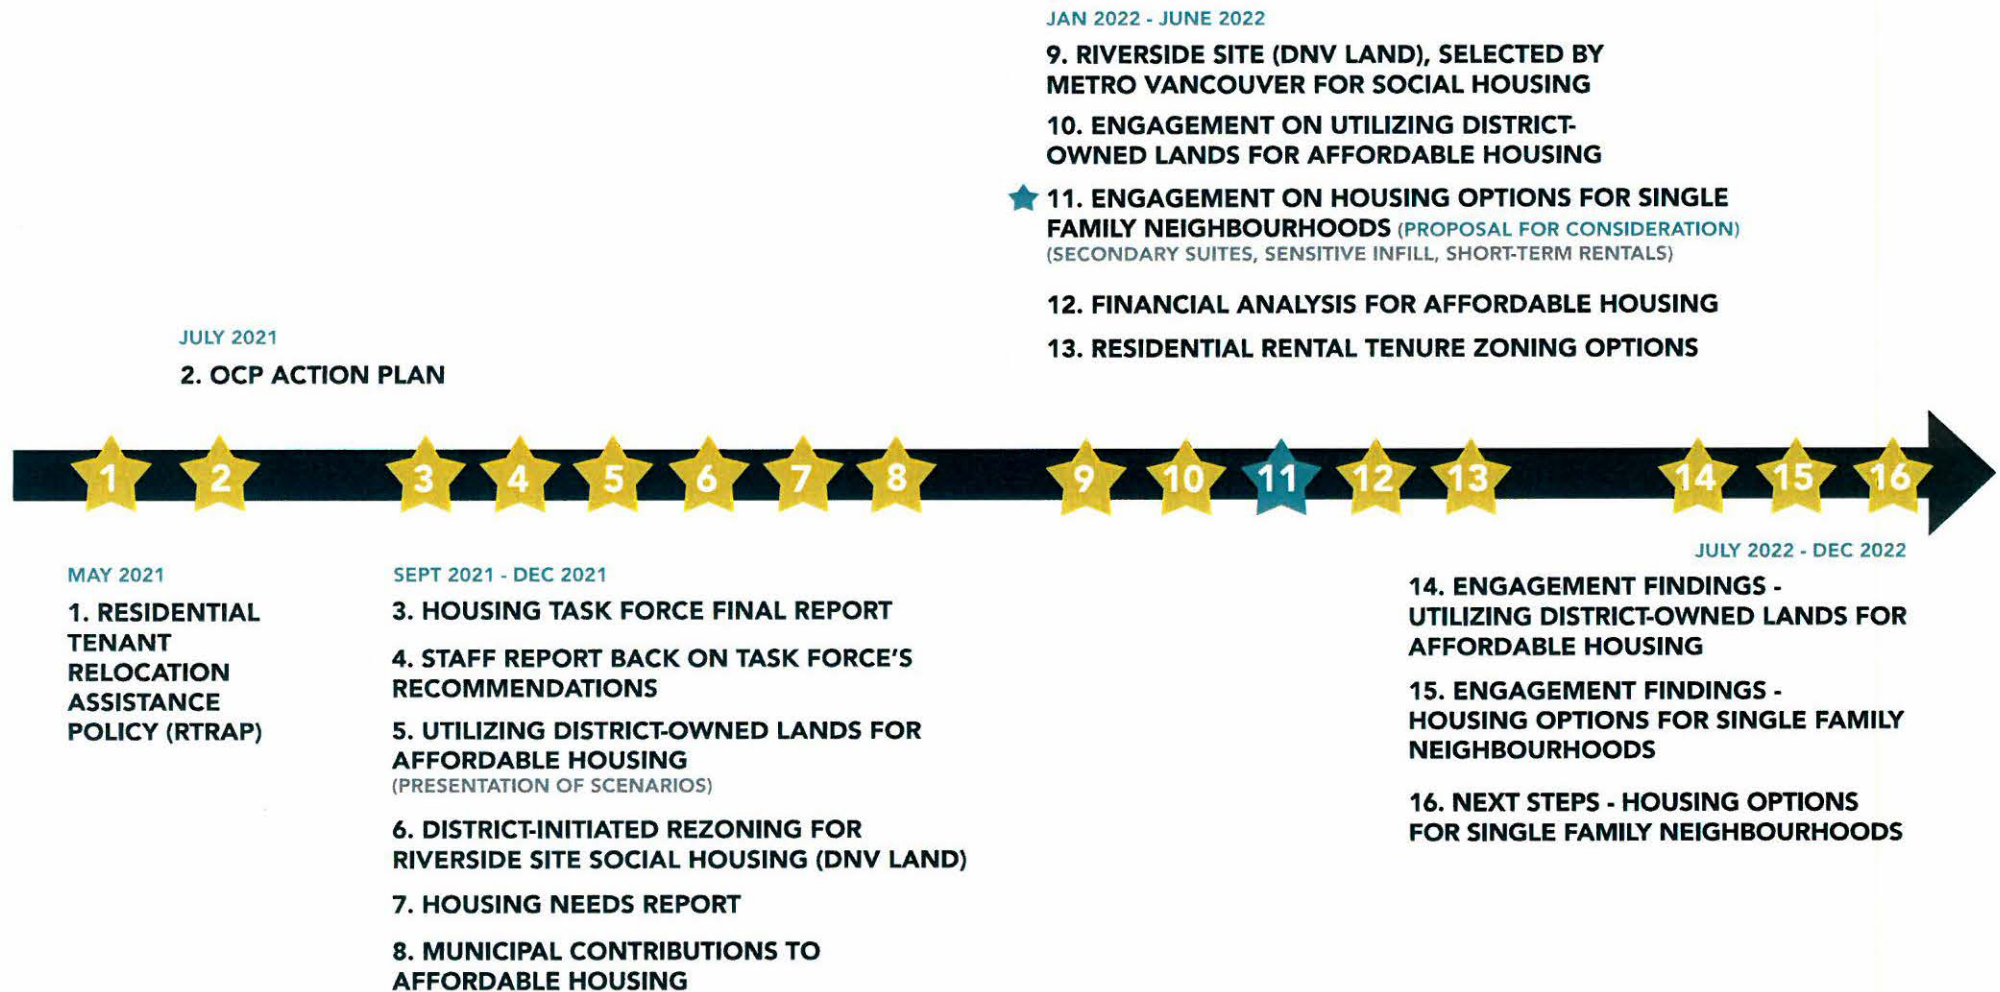 JAN 2022 - JUNE 2022
9. RIVERSIDE SITE (DNV LAND), SELECTED BY
METRO VANCOUVER FOR SOCIAL HOUSING
10. ENGAGEMENT ON UTILIZING DISTRICT-
OWNED LANDS FOR AFFORDABLE HOUSING
11. ENGAGEMENT ON HOUSING OPTIONS FOR SINGLE
FAMILY NEIGHBOURHOODS (PROPOSAL FOR CONSIDERATION)
(SECONDARY SUITES, SENSITIVE INFILL, SHORT-TERM RENTALS)
12. FINANCIAL ANALYSIS FOR AFFORDABLE HOUSING
13. RESIDENTIAL RENTAL TENURE ZONING OPTIONS
JULY 2021
2. OCP ACTION PLAN
1 2 3 4 5 6 7 8 9 10 11 12 13 14 15 16
MAY 2021
1. RESIDENTIAL
TENANT
RELOCATION
ASSISTANCE
POLICY (RTRAP)
SEPT 2021 - DEC 2021
3. HOUSING TASK FORCE FINAL REPORT
4. STAFF REPORT BACK ON TASK FORCE'S
RECOMMENDATIONS
5. UTILIZING DISTRICT-OWNED LANDS FOR
AFFORDABLE HOUSING
(PRESENTATION OF SCENARIOS)
6. DISTRICT-INITIATED REZONING FOR
RIVERSIDE SITE SOCIAL HOUSING (DNV LAND)
7. HOUSING NEEDS REPORT
8. MUNICIPAL CONTRIBUTIONS TO
AFFORDABLE HOUSING
JULY 2022 - DEC 2022
14. ENGAGEMENT FINDINGS -
UTILIZING DISTRICT-OWNED LANDS FOR
AFFORDABLE HOUSING
15. ENGAGEMENT FINDINGS -
HOUSING OPTIONS FOR SINGLE FAMILY
NEIGHBOURHOODS
16. NEXT STEPS - HOUSING OPTIONS
FOR SINGLE FAMILY NEIGHBOURHOODS